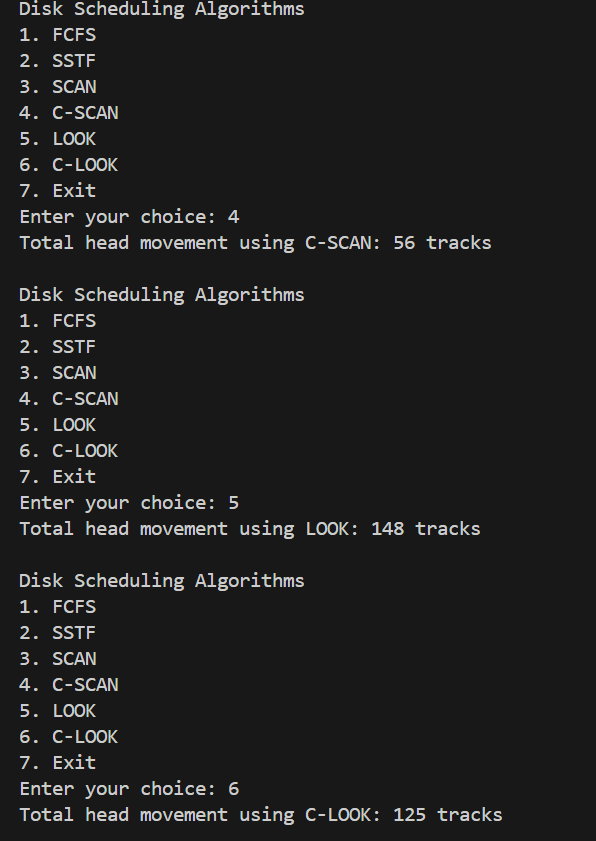 Disk Scheduling Algorithms
1. FCFS
2. SSTF
3. SCAN
4. C-SCAN
5. LOOK
6. C-LOOK
7. Exit
Enter your choice: 4
Total head movement using C-SCAN: 56 tracks
Disk Scheduling Algorithms
1. FCFS
2. SSTF
3. SCAN
4. C-SCAN
5. LOOK
6. C-LOOK
7. Exit
Enter your choice: 5
Total head movement using LOOK: 148 tracks
Disk Scheduling Algorithms
1. FCFS
2. SSTF
3. SCAN
4. C-SCAN
5. LOOK
6. C-LOOK
7. Exit
Enter your choice: 6
Total head movement using C-LOOK: 125 tracks